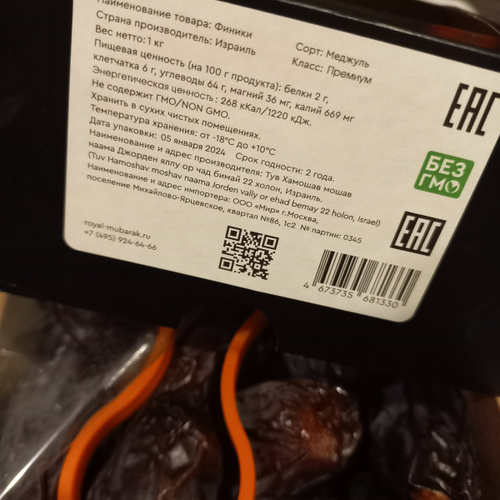 Наименование товара: Финики
Страна производитель: Израиль
Вес нетто: 1 кг
Сорт: Меджуль
Класс: Премиум
Пищевая ценность (на 100 г продукта): Белки 2 г,
клетчатка 6 г, углеводы 64 г, магний 36 мг, калий 669 мг
Энергетическая ценность : 268 кКал/1220 кДж.
Не содержит ГМО/NON GMO.
Хранить в сухих чистых помещениях.
Температура хранения: от -18°C до +10°C
Дата упаковки: 05 января 2024 Срок годности: 2 года.
Наименование и адрес производителя: Тув Хамошав мошав
наама Джорден яллу ор чад бимай 22 холон, Израиль.
(Tuv Hamoshav moshav naama Jorden vally or ehad bemay 22 holon, Israel)
Наименование и адрес импортера: ООО «Мир» г.Москва,
поселение Михайлово-Ярцевское, квартал №86, 1с2 № партии: 0345
royal-mubarak.ru
+7 (495) 924-64-66
4 673735 681330
EAC
БЕЗ
ГМО
EAC